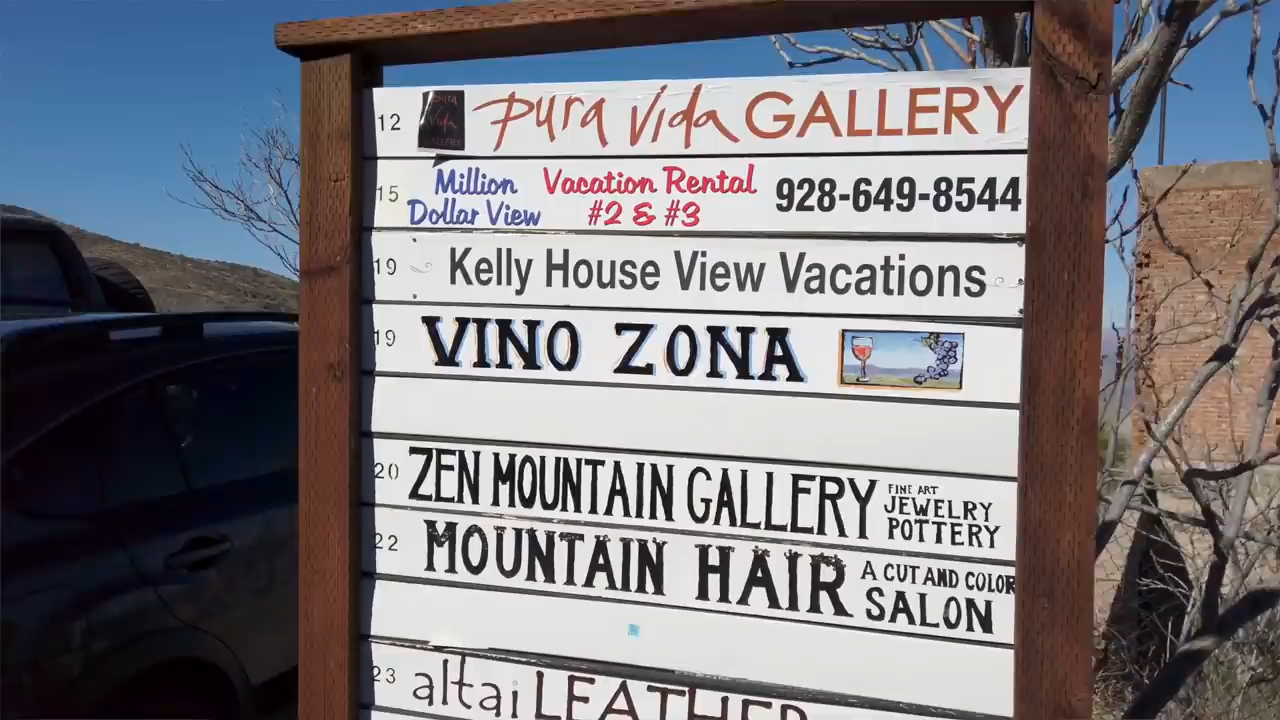 12 pura vida GALLERY
15 Million Dollar View Vacation Rental #2 & #3 928-649-8544
19 Kelly House View Vacations
19 VINO ZONA
20 ZEN MOUNTAIN GALLERY FINE ART JEWELRY POTTERY
22 MOUNTAIN HAIR A CUT AND COLOR SALON
23 altai LEATHER